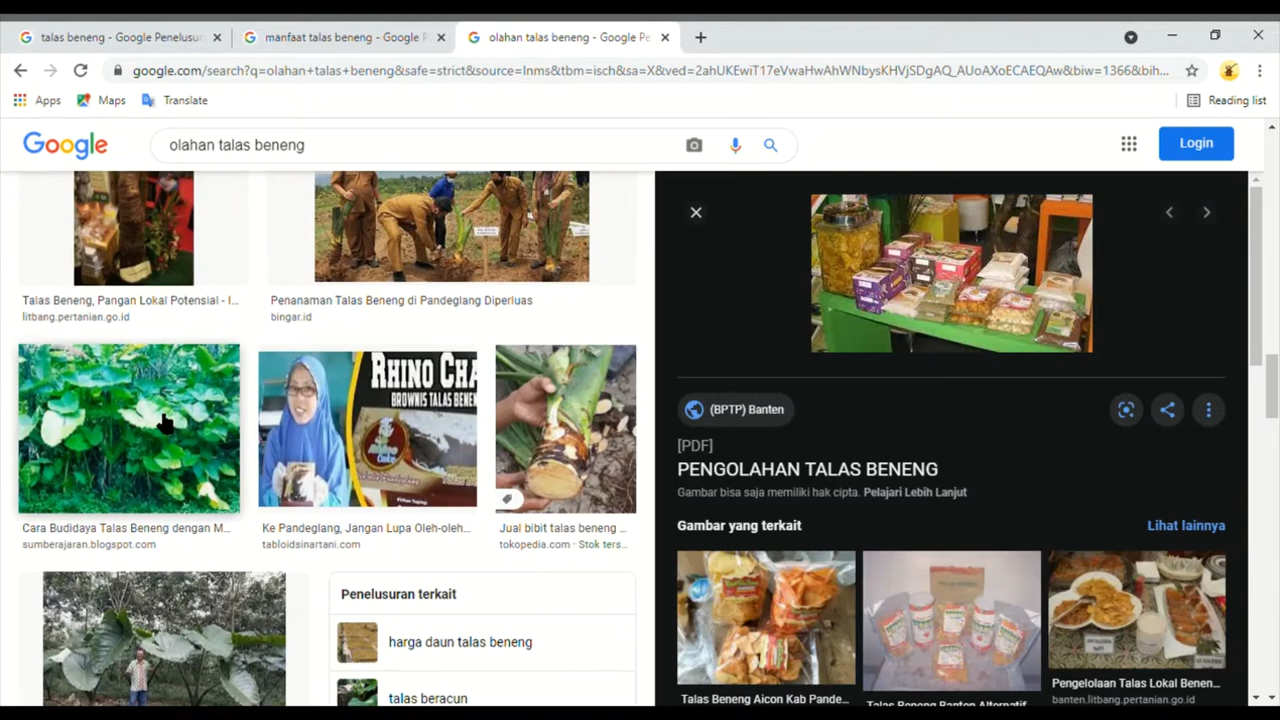 talas beneng - Google Penelusur
manfaat talas beneng - Google P
olahan talas beneng - Google Pe
google.com/search?q=olahan+talas+beneng&safe=strict&source=lnms&tbm=isch&sa=X&ved=2ahUKEwiT17eVwaHwAhWNbysKHVjSDgAQ_AUoAXoECAEQAw&biw=1366&bih...
Apps
Maps
Translate
Reading list
Google
olahan talas beneng
Login
Talas Beneng, Pangan Lokal Potensial - I...
litbang.pertanian.go.id
Penanaman Talas Beneng di Pandeglang Diperluas
bingar.id
RHINO CHA
BROWNIS TALAS BENEN
Cara Budidaya Talas Beneng dengan M...
sumberajaran.blogspot.com
Ke Pandeglang, Jangan Lupa Oleh-oleh...
tabloidsinartani.com
Jual bibit talas beneng ...
tokopedia.com · Stok ters...
Penelusuran terkait
harga daun talas beneng
talas beracun
(BPTP) Banten
[PDF]
PENGOLAHAN TALAS BENENG
Gambar bisa saja memiliki hak cipta. Pelajari Lebih Lanjut
Gambar yang terkait
Lihat lainnya
Talas Beneng Aicon Kab Pande...
Talas Beneng Banten Alternatif
Pengelolaan Talas Lokal Benen...
banten.litbang.pertanian.go.id